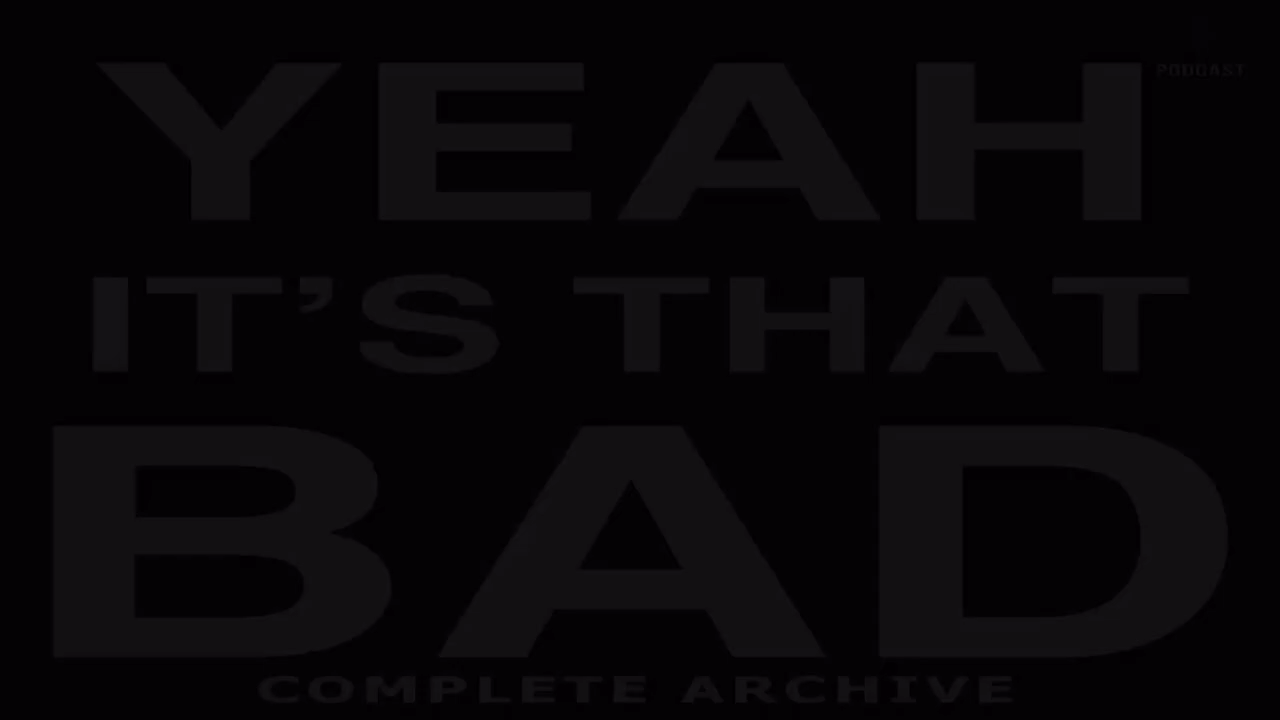 YEAH
PODCAST
IT’S THAT
BAD
COMPLETE ARCHIVE